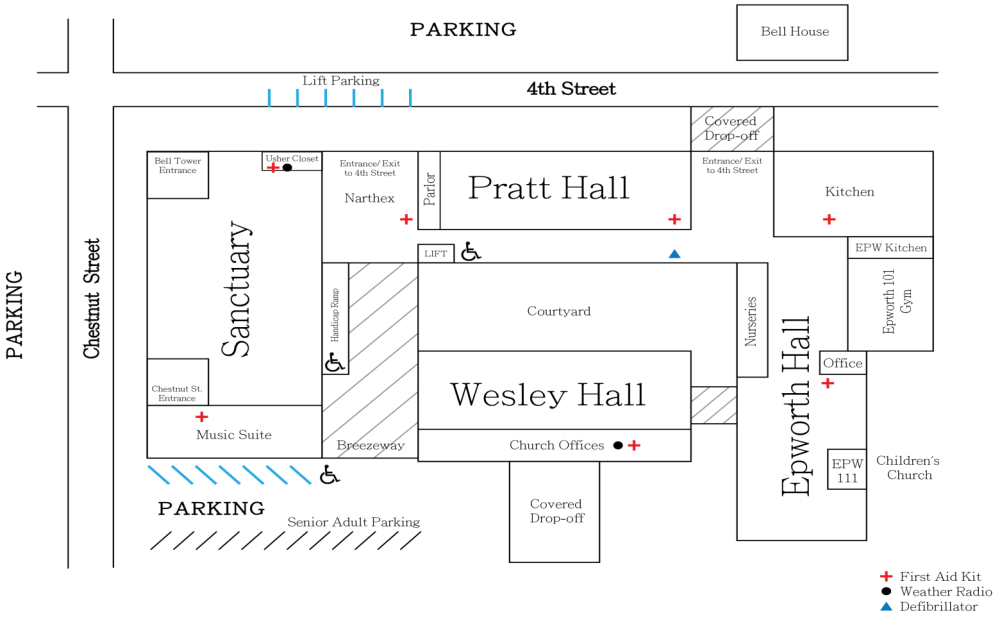 PARKING
Bell House
Lift Parking
4th Street
Covered
Drop-off
Bell Tower
Entrance
Usher Closet
Entrance/ Exit
to 4th Street
Narthex
Parlor
Pratt Hall
Entrance/ Exit
to 4th Street
Kitchen
LIFT
EPW Kitchen
Sanctuary
Chestnut Street
PARKING
Handicap Ramp
Courtyard
Nurseries
Epworth 101
Gym
Epworth Hall
Office
Chestnut St.
Entrance
Wesley Hall
Music Suite
Breezeway
Church Offices
EPW
111
Children's
Church
PARKING
Senior Adult Parking
Covered
Drop-off
First Aid Kit
Weather Radio
Defibrillator